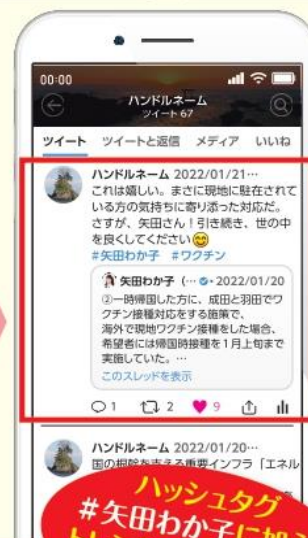 00:00
ハンドルネーム
ツイート 67
ツイート ツイートと返信 メディア いいね
ハンドルネーム 2022/01/21…
これは嬉しい。まさに現地に駐在されて
いる方の気持ちに寄り添った対応だ。
さすが、矢田さん！引き続き、世の中
を良くしてください😊
#矢田わか子 #ワクチン
矢田わか子 (… ・2022/01/20
②一時帰国した方に、成田と羽田でワ
クチン接種対応をする施策で、
海外で現地ワクチン接種をした場合、
希望者には帰国時接種を1月上旬まで
実施していた。…
このスレッドを表示
1 2 9
ハンドルネーム 2022/01/20…
国の根幹を支える重要インフラ「エネル
ハッシュタグ
#矢田わか子に加